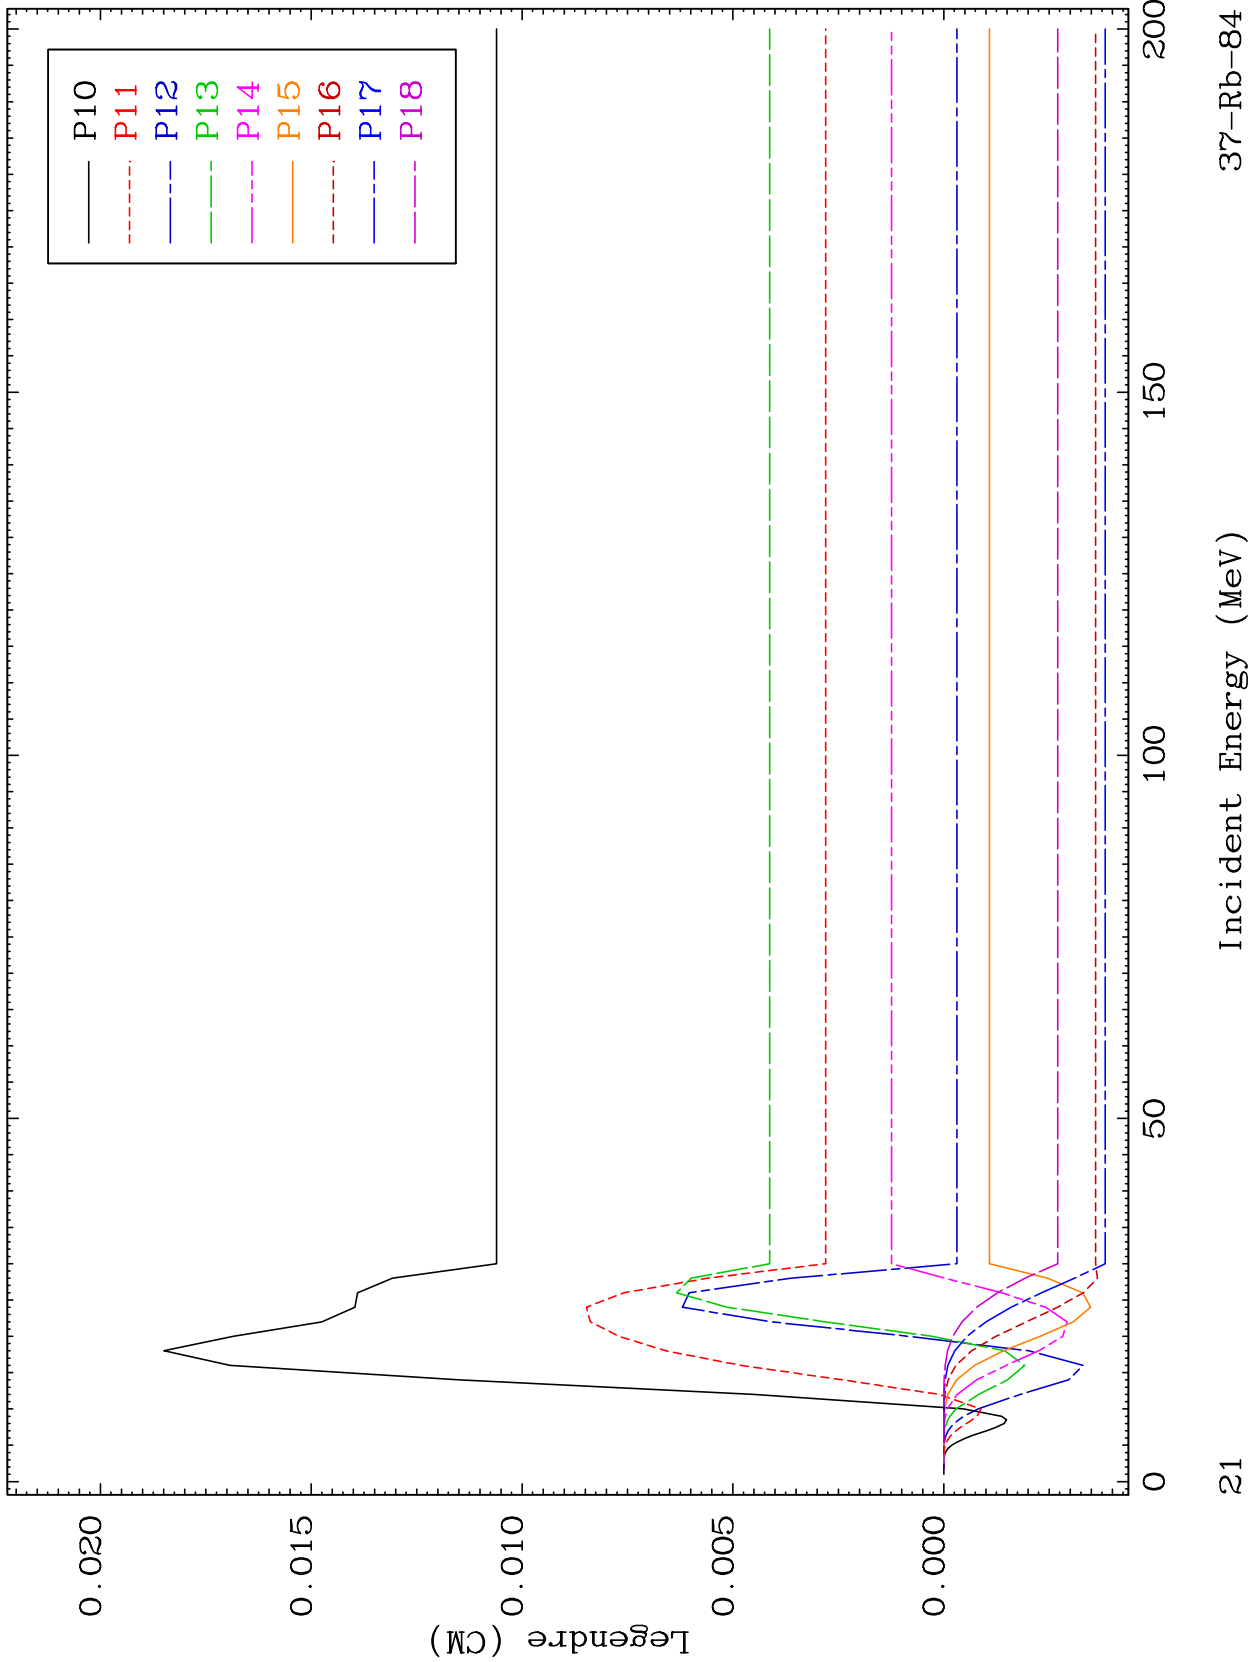 P10
P11
P12
P13
P14
P15
P16
P17
P18
Legendre (CM)
0.020
0.015
0.010
0.005
0.000
0
50
100
150
200
Incident Energy (MeV)
21
37-Rb-84